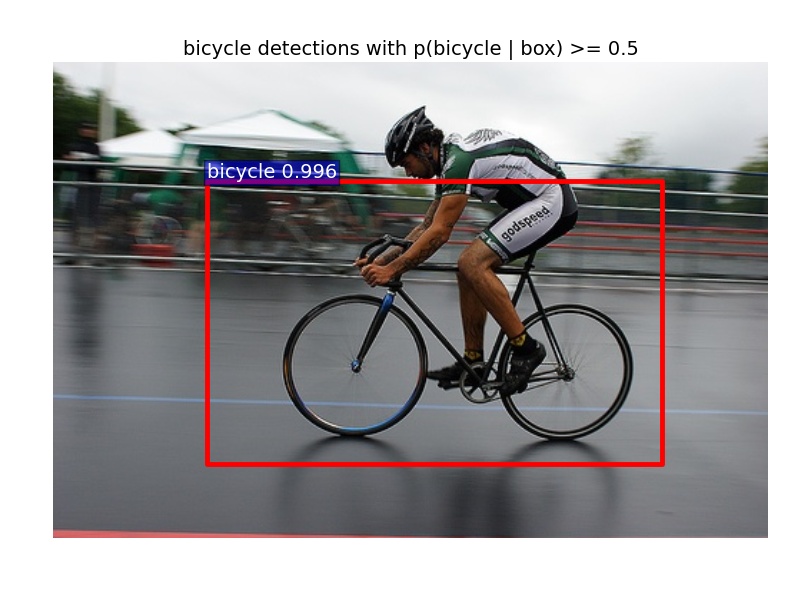 bicycle detections with p(bicycle | box) >= 0.5
bicycle 0.996
godspeed